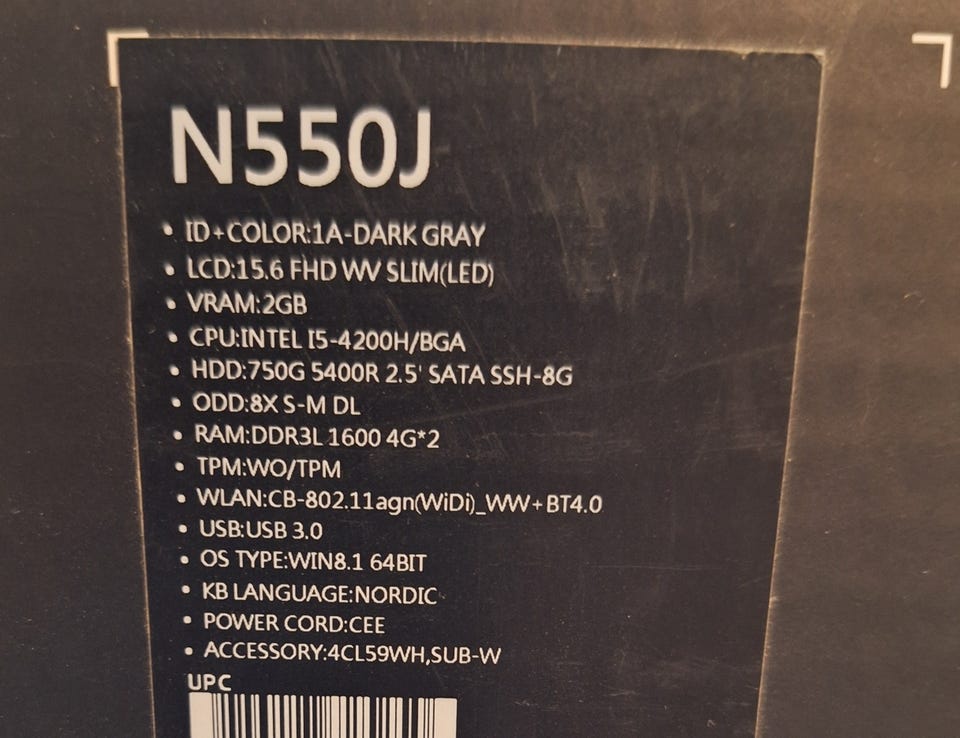 N550J
• ID+COLOR:1A-DARK GRAY
• LCD:15.6 FHD WV SLIM(LED)
• VRAM:2GB
• CPU:INTEL I5-4200H/BGA
• HDD:750G 5400R 2.5' SATA SSH-8G
• ODD:8X S-M DL
• RAM:DDR3L 1600 4G*2
• TPM:WO/TPM
• WLAN:CB-802.11agn(WiDi)_WW+BT4.0
• USB:USB 3.0
• OS TYPE:WIN8.1 64BIT
• KB LANGUAGE:NORDIC
• POWER CORD:CEE
• ACCESSORY:4CL59WH,SUB-W
UPC